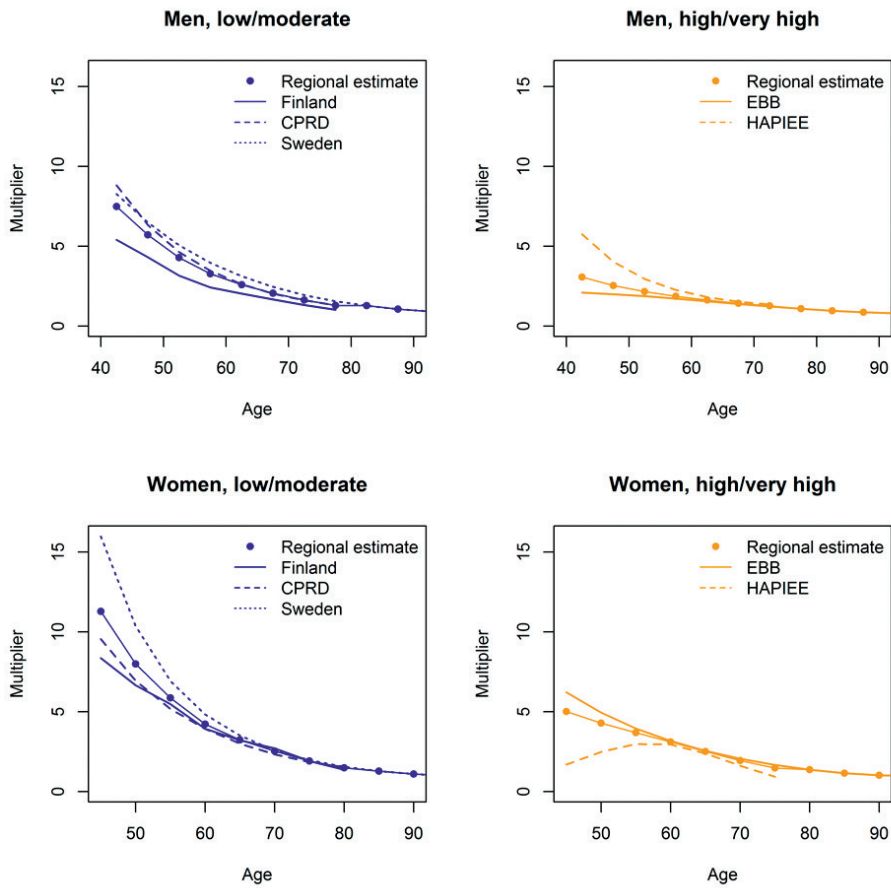 Men, low/moderate
15
10
5
0
Multiplier
Regional estimate
Finland
CPRD
Sweden
40 50 60 70 80 90
Age
Men, high/very high
15
10
5
0
Multiplier
Regional estimate
EBB
HAPIEE
40 50 60 70 80 90
Age
Women, low/moderate
15
10
5
0
Multiplier
Regional estimate
Finland
CPRD
Sweden
50 60 70 80 90
Age
Women, high/very high
15
10
5
0
Multiplier
Regional estimate
EBB
HAPIEE
50 60 70 80 90
Age